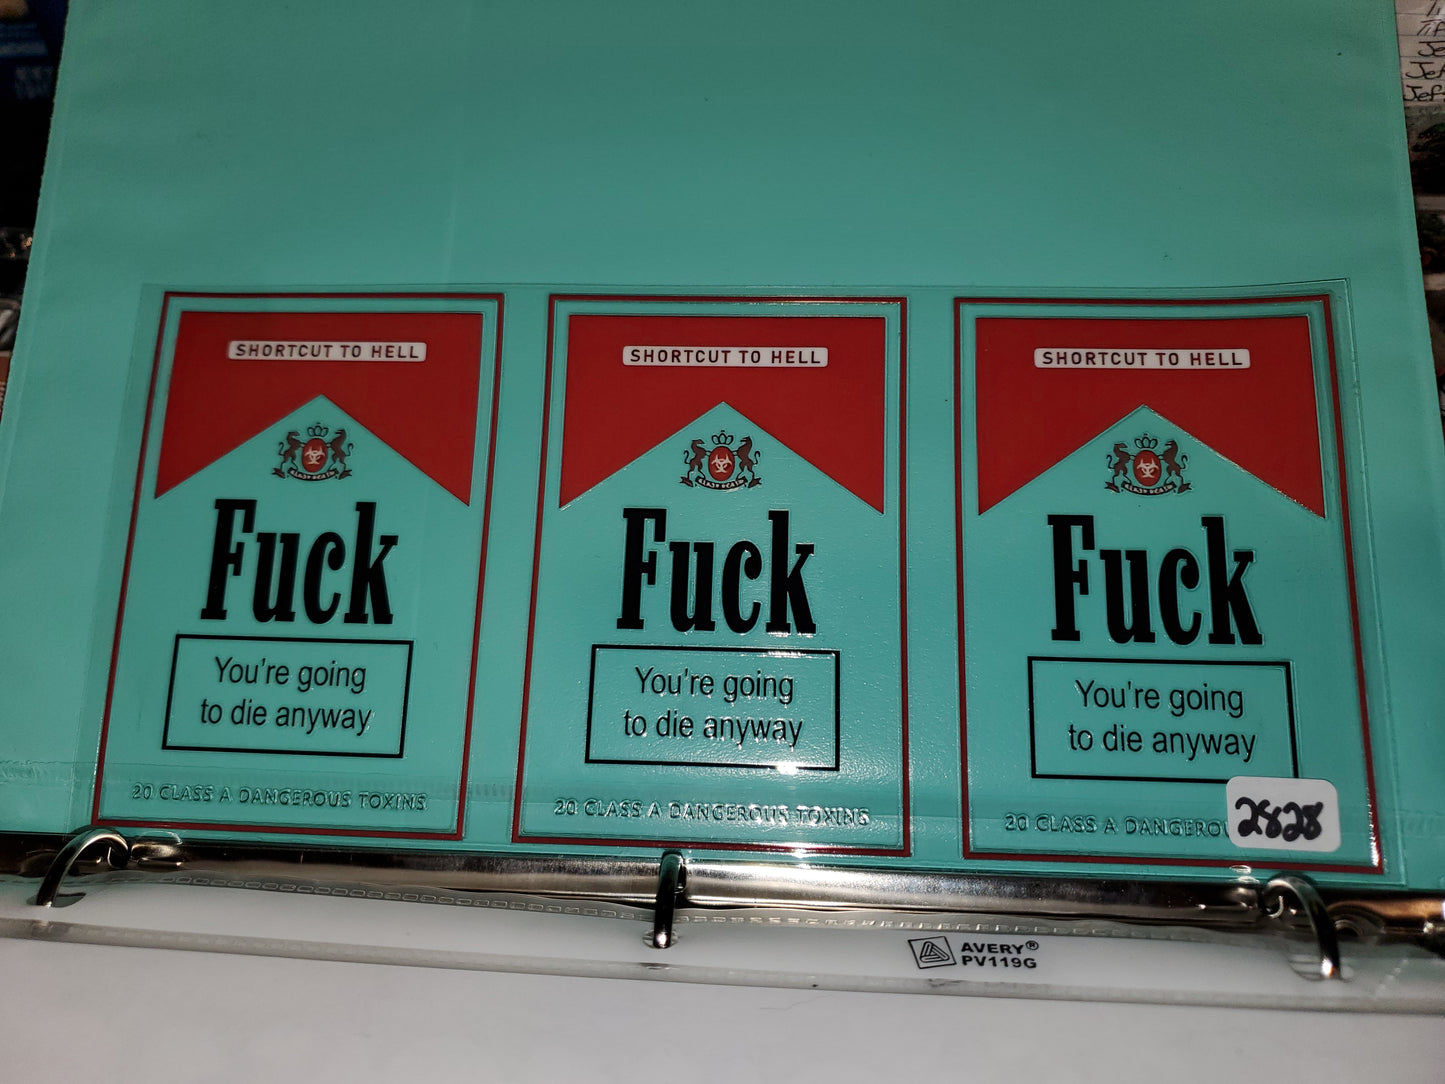 SHORTCUT TO HELL
Fuck
You're going
to die anyway
20 CLASS A DANGEROUS TOXINS
SHORTCUT TO HELL
Fuck
You're going
to die anyway
20 CLASS A DANGEROUS TOXINS
SHORTCUT TO HELL
Fuck
You're going
to die anyway
20 CLASS A DANGEROU
2828
AVERY®
PV119G